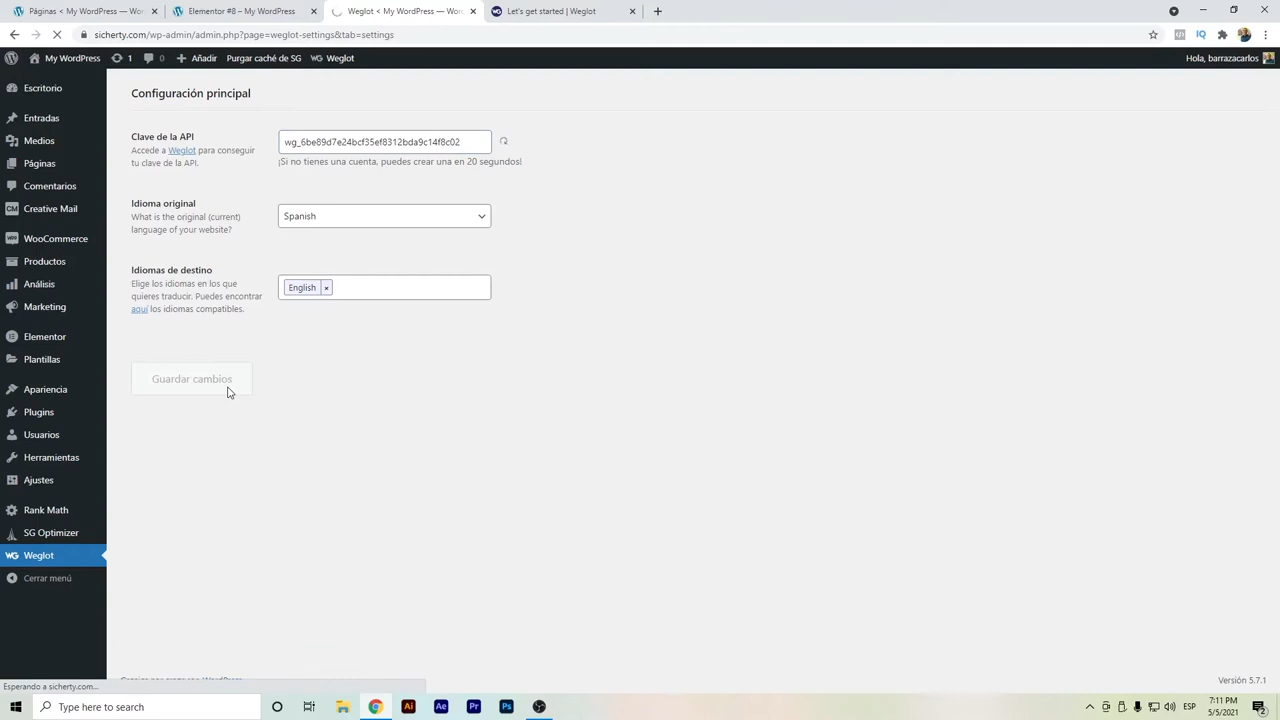 Páginas < My WordPress — Wo
Elementor #8 – My WordPress
Weglot < My WordPress — Wo
Let's get started | Weglot
sicherty.com/wp-admin/admin.php?page=weglot-settings&tab=settings
My WordPress
1
0
Añadir
Purgar caché de SG
Weglot
Hola, barrazacarlos
Escritorio
Entradas
Medios
Páginas
Comentarios
Creative Mail
WooCommerce
Productos
Análisis
Marketing
Elementor
Plantillas
Apariencia
Plugins
Usuarios
Herramientas
Ajustes
Rank Math
SG Optimizer
Weglot
Cerrar menú
Configuración principal
Clave de la API
Accede a Weglot para conseguir
tu clave de la API.
wg_6be89d7e24bcf35ef8312bda9c14f8c02
¡Si no tienes una cuenta, puedes crear una en 20 segundos!
Idioma original
What is the original (current)
language of your website?
Spanish
Idiomas de destino
Elige los idiomas en los que
quieres traducir. Puedes encontrar
aquí los idiomas compatibles.
English ×
Guardar cambios
Versión 5.7.1
Esperando a sicherty.com...
Type here to search
ESP
7:11 PM
5/5/2021
2